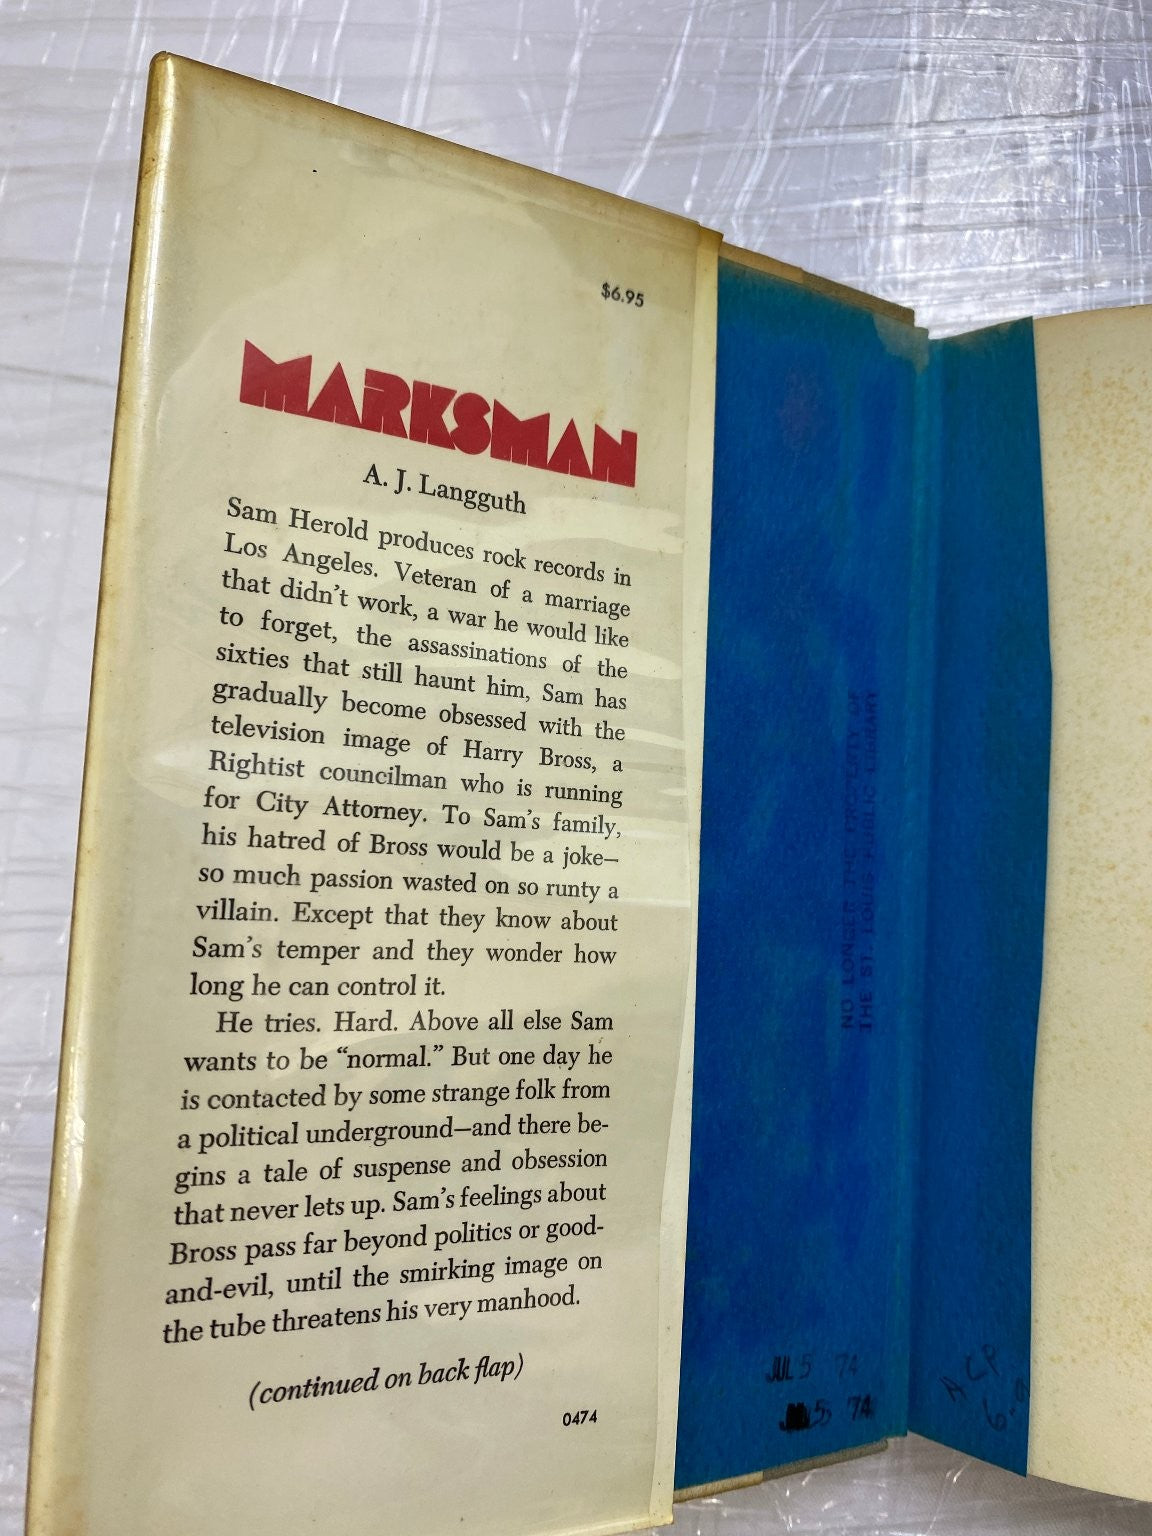 $6.95
MARKSMAN
A. J. Langguth
Sam Herold produces rock records in
Los Angeles. Veteran of a marriage
that didn't work, a war he would like
to forget, the assassinations of the
sixties that still haunt him, Sam has
gradually become obsessed with the
television image of Harry Bross, a
Rightist councilman who is running
for City Attorney. To Sam's family,
his hatred of Bross would be a joke—
so much passion wasted on so runty a
villain. Except that they know about
Sam's temper and they wonder how
long he can control it.
He tries. Hard. Above all else Sam
wants to be “normal.” But one day he
is contacted by some strange folk from
a political underground—and there be-
gins a tale of suspense and obsession
that never lets up. Sam's feelings about
Bross pass far beyond politics or good-
and-evil, until the smirking image on
the tube threatens his very manhood.
(continued on back flap)
0474
NO LONGER THE PROPERTY OF
THE ST. LOUIS PUBLIC LIBRARY
JUL 5 74
5 74